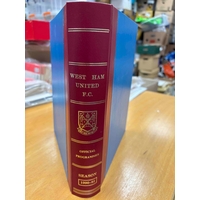 WEST HAM
UNITED
F.C.
OFFICIAL
PROGRAMMES
SEASON